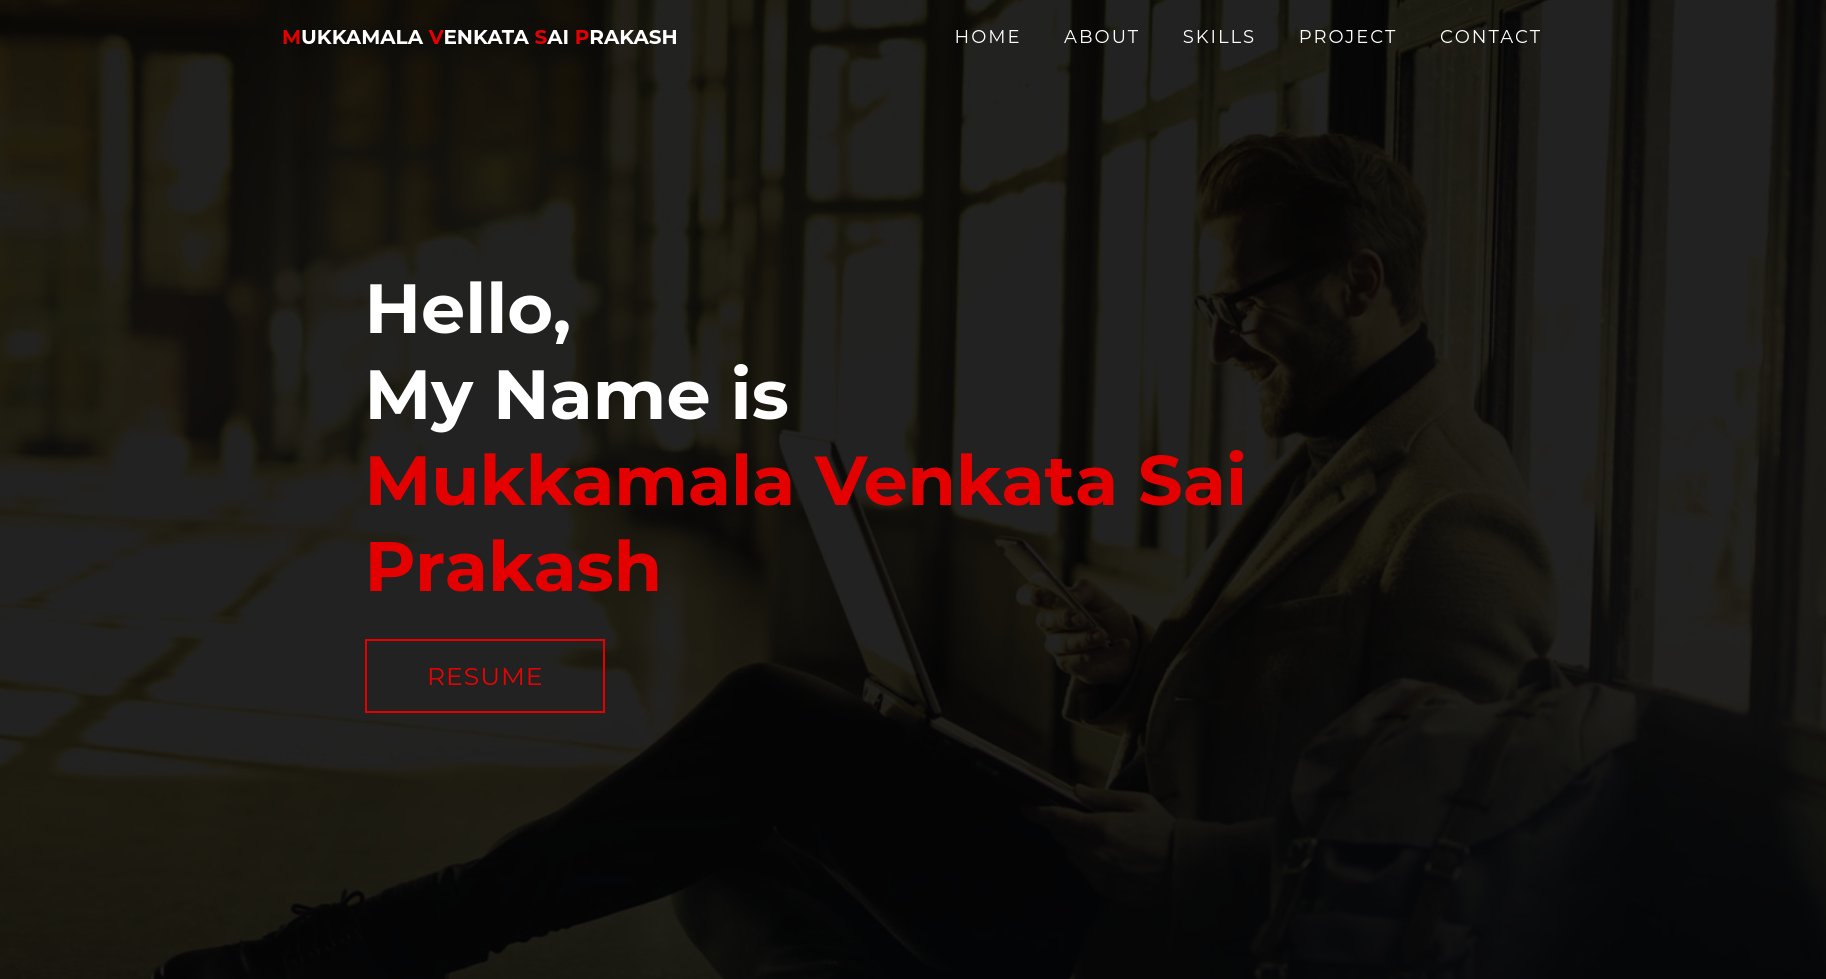 MUKKAMALA VENKATA SAI PRAKASH
HOME ABOUT SKILLS PROJECT CONTACT
Hello,
My Name is
Mukkamala Venkata Sai
Prakash
RESUME